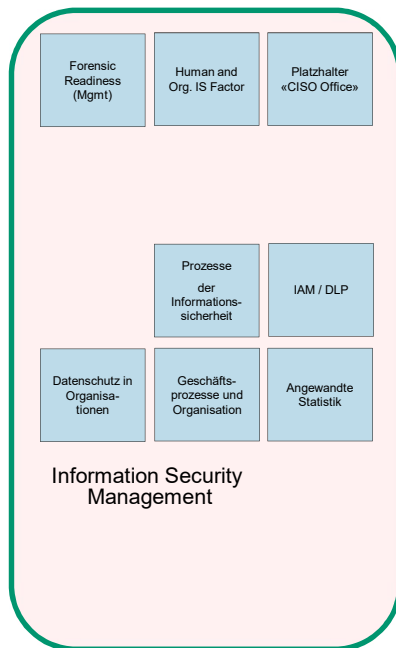 Forensic
Readiness
(Mgmt)
Human and
Org. IS Factor
Platzhalter
«CISO Office»
Prozesse
der
Informations-
sicherheit
IAM / DLP
Datenschutz in
Organisa-
tionen
Geschäfts-
prozesse und
Organisation
Angewandte
Statistik
Information Security
Management